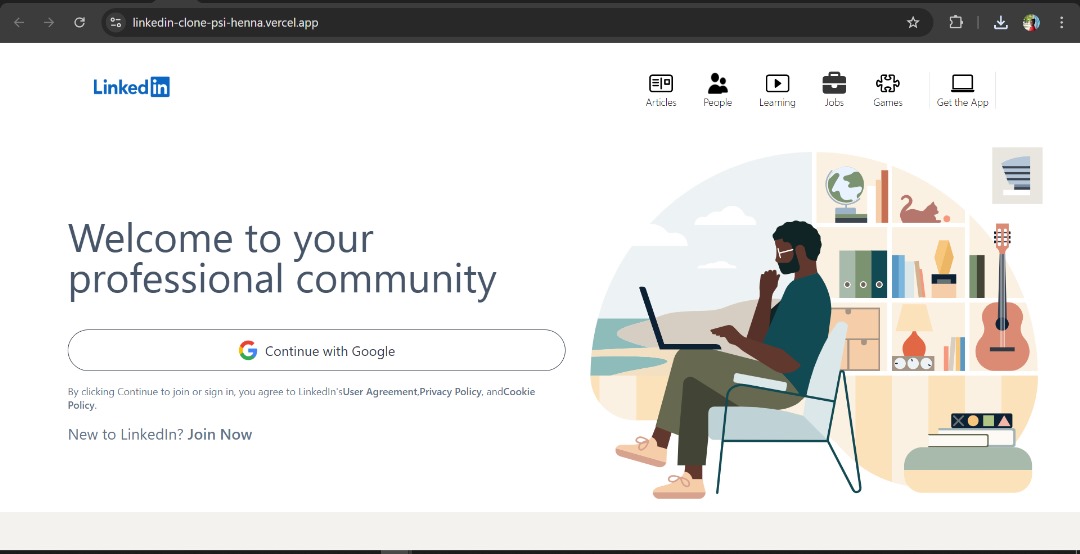 linkedin-clone-psi-henna.vercel.app
Linked in
Articles People Learning Jobs Games Get the App
Welcome to your
professional community
Continue with Google
By clicking Continue to join or sign in, you agree to LinkedIn'sUser Agreement,Privacy Policy, andCookie
Policy.
New to LinkedIn? Join Now